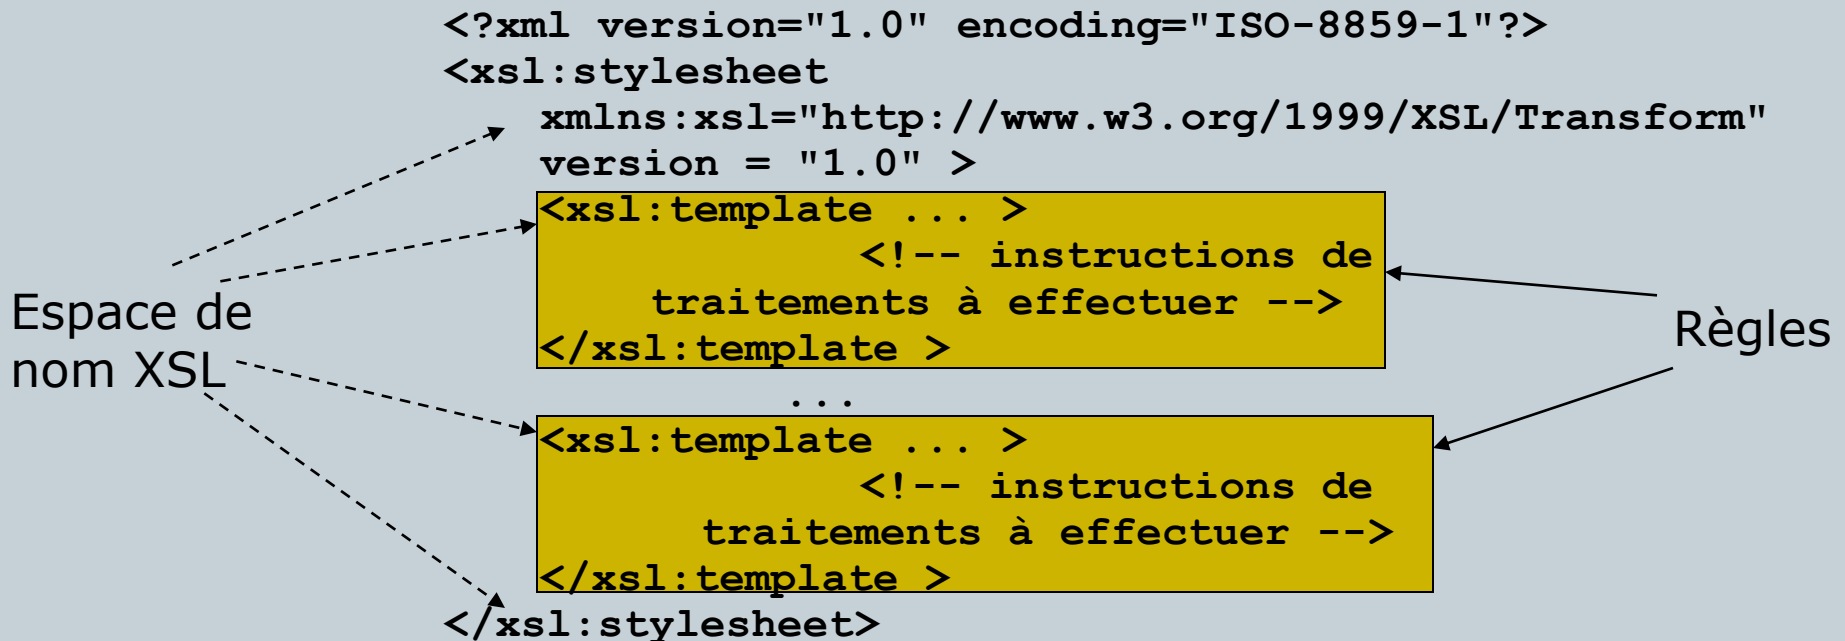 <?xml version="1.0" encoding="ISO-8859-1"?>
<xsl:stylesheet
xmlns:xsl="http://www.w3.org/1999/XSL/Transform"
version = "1.0" >
<xsl:template ... >
<!-- instructions de
traitements à effectuer -->
</xsl:template >
...
<xsl:template ... >
<!-- instructions de
traitements à effectuer -->
</xsl:template >
</xsl:stylesheet>
Espace de
nom XSL
Règles